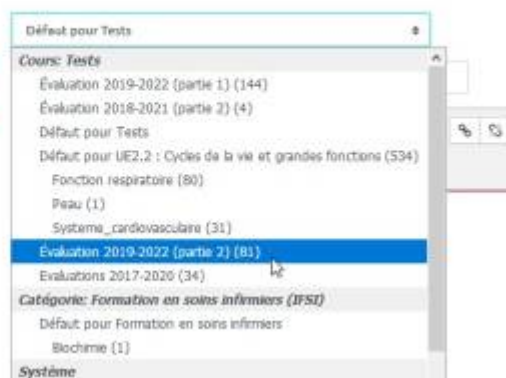 Défaut pour Tests
Cours: Tests
Évaluation 2019-2022 (partie 1) (144)
Évaluation 2018-2021 (partie 2) (4)
Défaut pour Tests
Défaut pour UE2.2 : Cycles de la vie et grandes fonctions (534)
Fonction respiratoire (80)
Peau (1)
Systeme_cardiovasculaire (31)
Évaluation 2019-2022 (partie 2) (81)
Evaluations 2017-2020 (34)
Catégorie: Formation en soins infirmiers (IFSI)
Défaut pour Formation en soins infirmiers
Biochimie (1)
Système